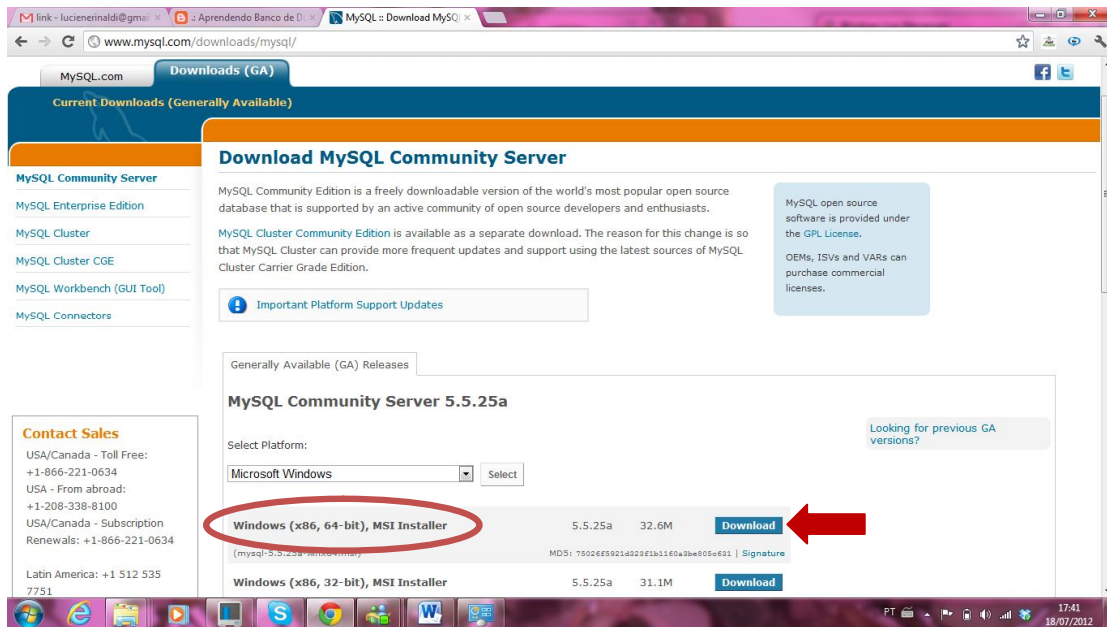 link - lucienerinaldi@gmai
.: Aprendendo Banco de D
MySQL :: Download MySQ
www.mysql.com/downloads/mysql/
MySQL.com
Downloads (GA)
Current Downloads (Generally Available)
Download MySQL Community Server
MySQL Community Server
MySQL Enterprise Edition
MySQL Cluster
MySQL Cluster CGE
MySQL Workbench (GUI Tool)
MySQL Connectors
MySQL Community Edition is a freely downloadable version of the world's most popular open source
database that is supported by an active community of open source developers and enthusiasts.
MySQL Cluster Community Edition is available as a separate download. The reason for this change is so
that MySQL Cluster can provide more frequent updates and support using the latest sources of MySQL
Cluster Carrier Grade Edition.
Important Platform Support Updates
MySQL open source
software is provided under
the GPL License.
OEMs, ISVs and VARs can
purchase commercial
licenses.
Generally Available (GA) Releases
MySQL Community Server 5.5.25a
Looking for previous GA
versions?
Select Platform:
Microsoft Windows
Select
Windows (x86, 64-bit), MSI Installer 5.5.25a 32.6M Download
(mysql-5.5.25a-winx64.msi) MD5: | Signature
Windows (x86, 32-bit), MSI Installer 5.5.25a 31.1M Download
Contact Sales
USA/Canada - Toll Free:
+1-866-221-0634
USA - From abroad:
+1-208-338-8100
USA/Canada - Subscription
Renewals: +1-866-221-0634
Latin America: +1 512 535
7751
PT
17:41
18/07/2012